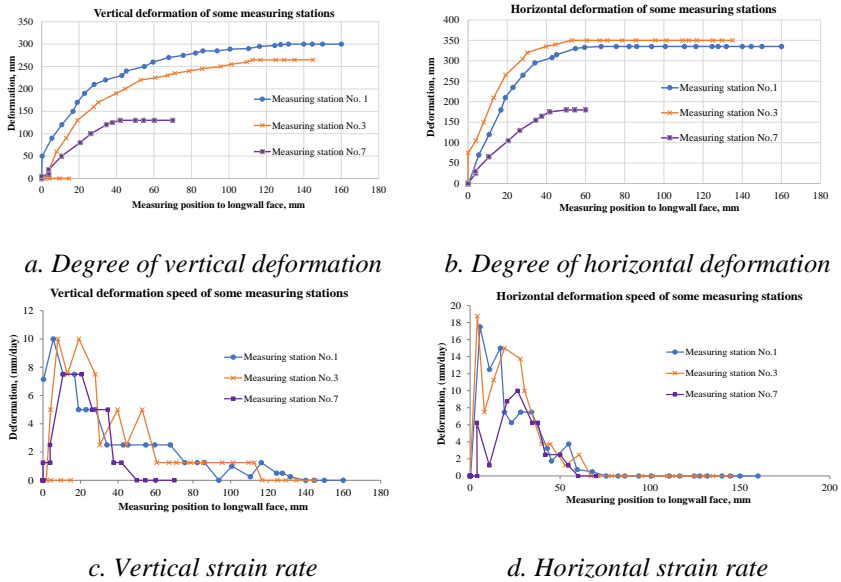 Vertical deformation of some measuring stations
350
300
250
200
150
100
50
0
Deformation, mm
0 20 40 60 80 100 120 140 160 180
Measuring position to longwall face, mm
Measuring station No. 1
Measuring station No.3
Measuring station No.7
a. Degree of vertical deformation
Horizontal deformation of some measuring stations
400
350
300
250
200
150
100
50
0
Deformation, mm
0 20 40 60 80 100 120 140 160 180
Measuring position to longwall face, mm
Measuring station No.1
Measuring station No.3
Measuring station No.7
b. Degree of horizontal deformation
Vertical deformation speed of some measuring stations
12
10
8
6
4
2
0
Deformation, (mm/day)
0 20 40 60 80 100 120 140 160 180
Measuring position to longwall face, mm
Measuring station No.1
Measuring station No.3
Measuring station No.7
c. Vertical strain rate
Horizontal deformation speed of some measuring stations
20
18
16
14
12
10
8
6
4
2
0
Deformation, (mm/day)
0 50 100 150 200
Measuring position to longwall face, mm
Measuring station No.1
Measuring station No.3
Measuring station No.7
d. Horizontal strain rate